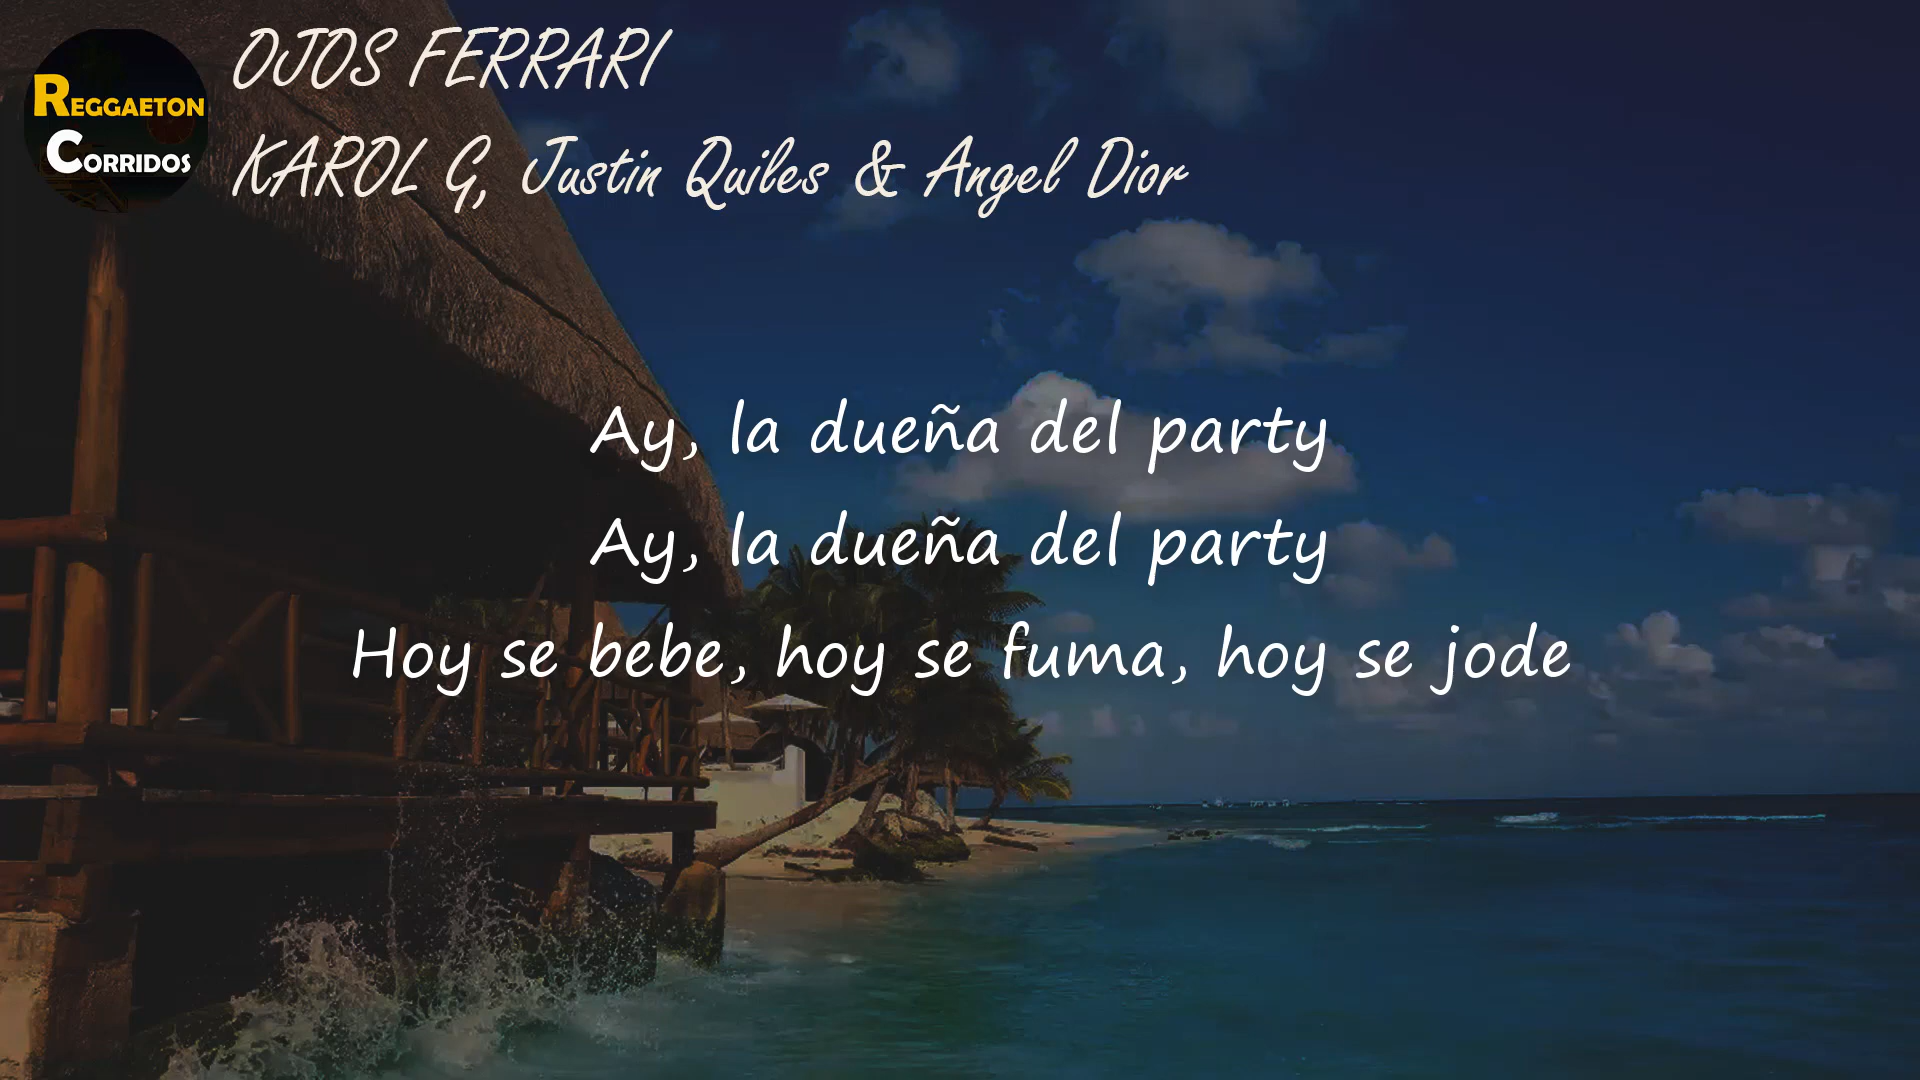 REGGAETON
CORRIDOS
OJOS FERRARI
KAROL G, Justin Quiles & Angel Dior
Ay, la dueña del party
Ay, la dueña del party
Hoy se bebe, hoy se fuma, hoy se jode